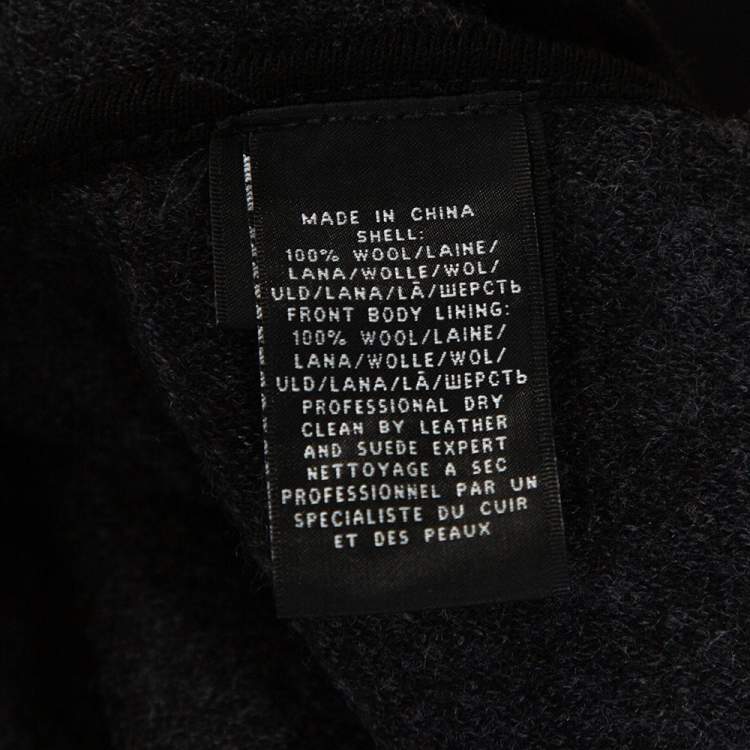 MADE IN CHINA
SHELL:
100% WOOL/LAINE/
LANA/WOLLE/WOL/
ULD/LANA/LÃ/ШЕРСТЬ
FRONT BODY LINING:
100% WOOL/LAINE/
LANA/WOLLE/WOL/
ULD/LANA/LÃ/ШЕРСТЬ
PROFESSIONAL DRY
CLEAN BY LEATHER
AND SUEDE EXPERT
NETTOYAGE A SEC
PROFESSIONNEL PAR UN
SPECIALISTE DU CUIR
ET DES PEAUX